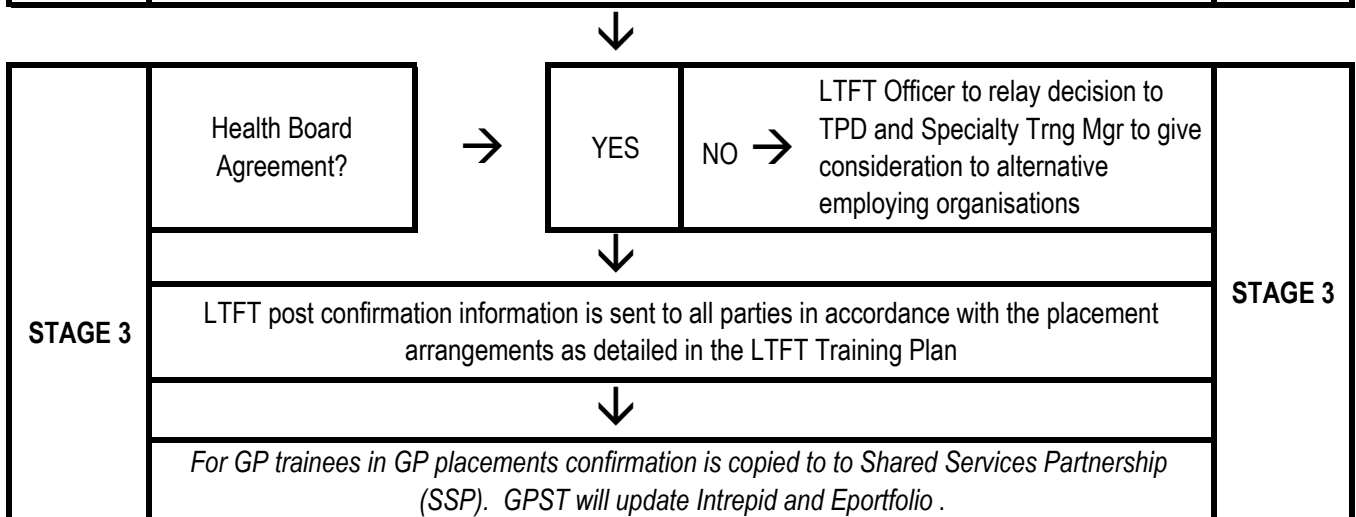 ↓
STAGE 3
Health Board
Agreement?
→
YES
NO →
LTFT Officer to relay decision to
TPD and Specialty Trng Mgr to give
consideration to alternative
employing organisations
STAGE 3
↓
LTFT post confirmation information is sent to all parties in accordance with the placement
arrangements as detailed in the LTFT Training Plan
↓
For GP trainees in GP placements confirmation is copied to to Shared Services Partnership
(SSP).  GPST will update Intrepid and Eportfolio .